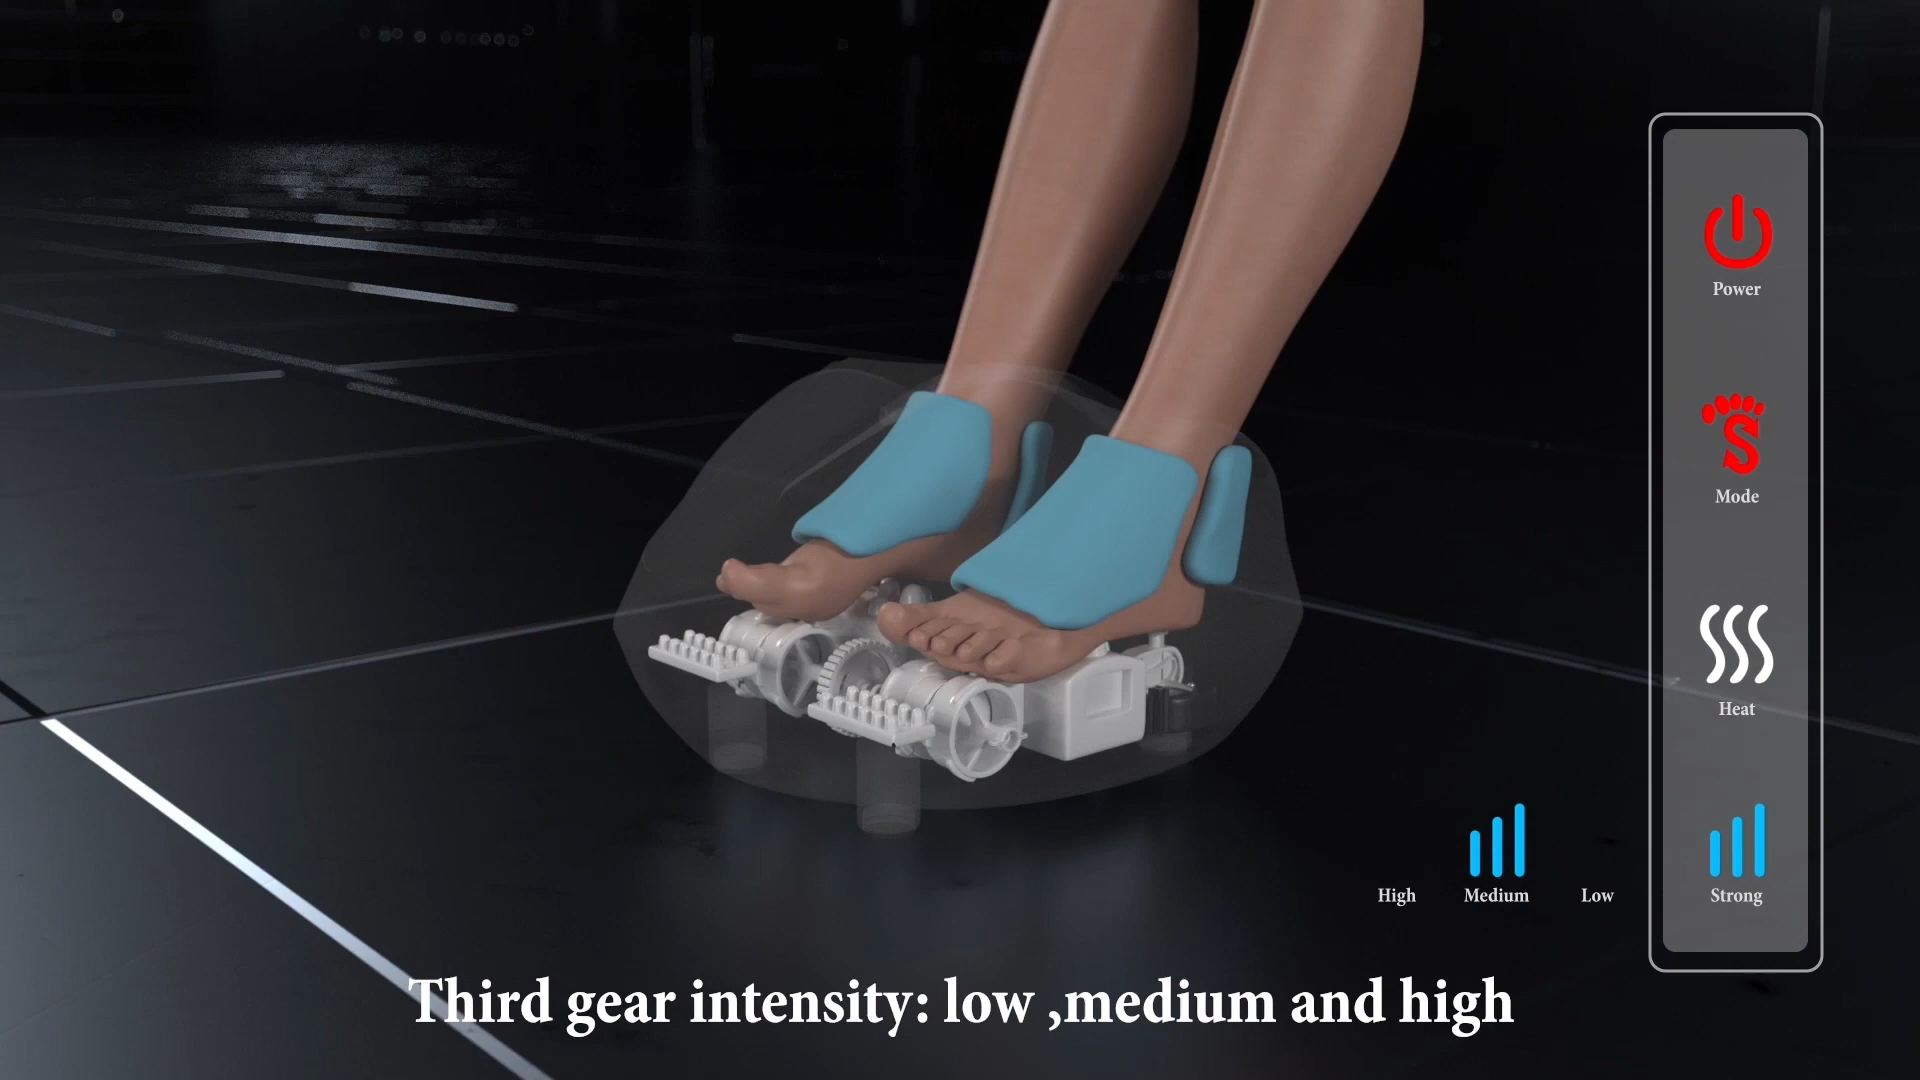 Power
Mode
Heat
High Medium Low Strong
Third gear intensity: low ,medium and high